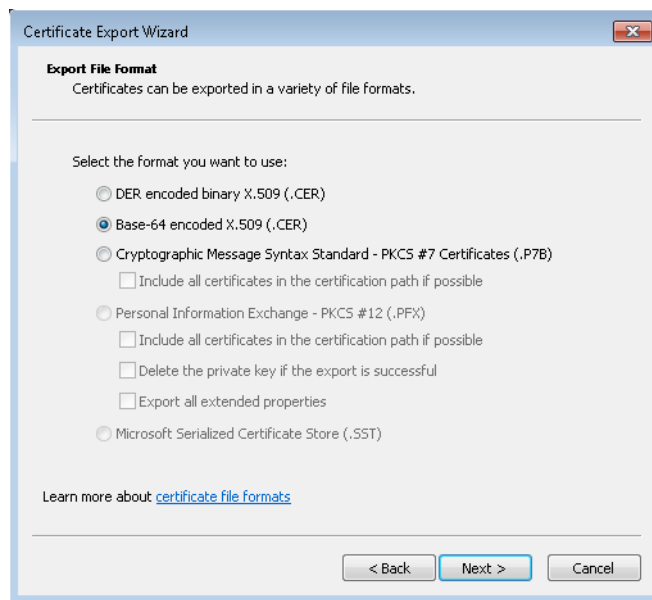 Certificate Export Wizard
Export File Format
Certificates can be exported in a variety of file formats.
Select the format you want to use:
DER encoded binary X.509 (.CER)
Base-64 encoded X.509 (.CER)
Cryptographic Message Syntax Standard - PKCS #7 Certificates (.P7B)
Include all certificates in the certification path if possible
Personal Information Exchange - PKCS #12 (.PFX)
Include all certificates in the certification path if possible
Delete the private key if the export is successful
Export all extended properties
Microsoft Serialized Certificate Store (.SST)
Learn more about certificate file formats
< Back Next > Cancel